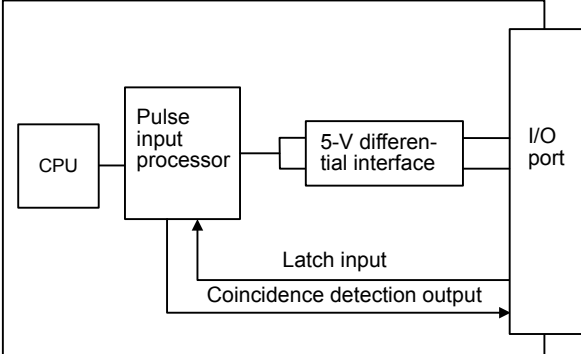 CPU
Pulse
input
processor
5-V differen-
tial interface
I/O
port
Latch input
Coincidence detection output